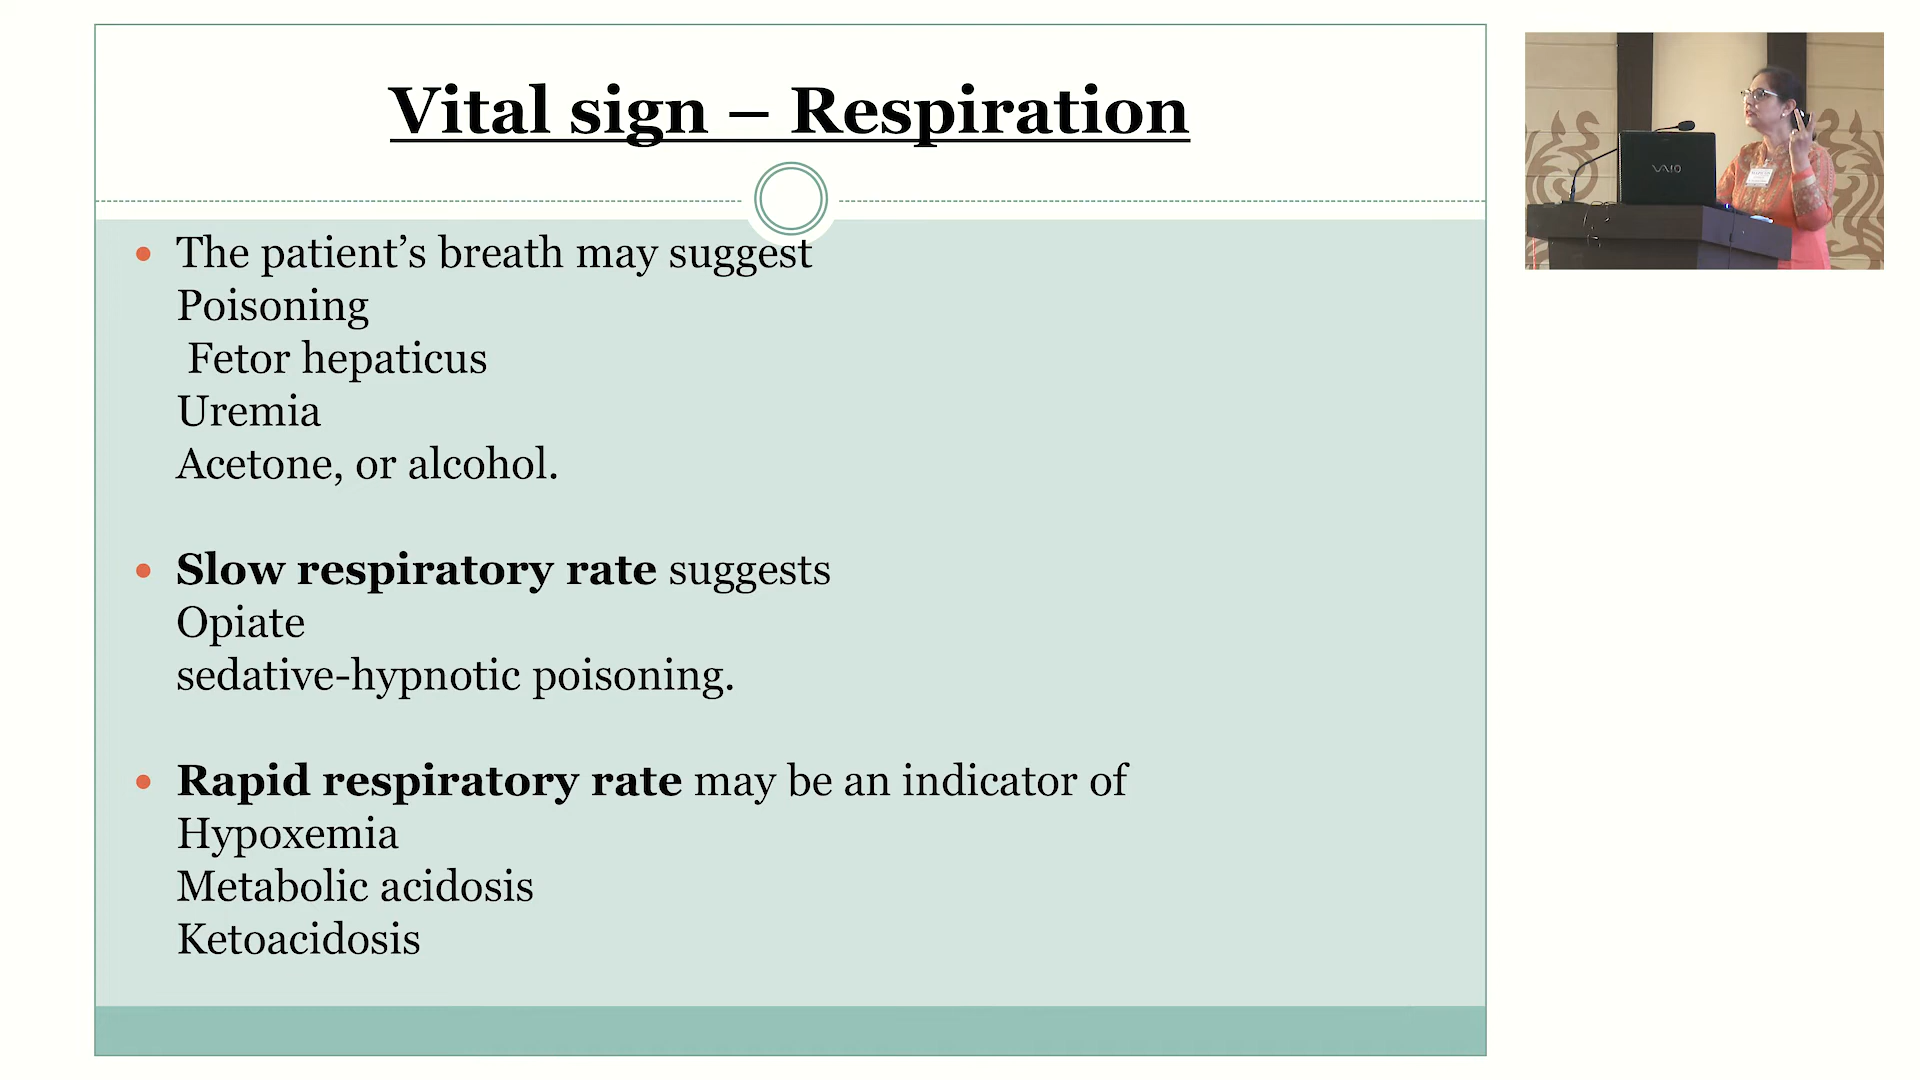 Vital sign – Respiration
The patient’s breath may suggest
Poisoning
Fetor hepaticus
Uremia
Acetone, or alcohol.
Slow respiratory rate suggests
Opiate
sedative-hypnotic poisoning.
Rapid respiratory rate may be an indicator of
Hypoxemia
Metabolic acidosis
Ketoacidosis
VAIO